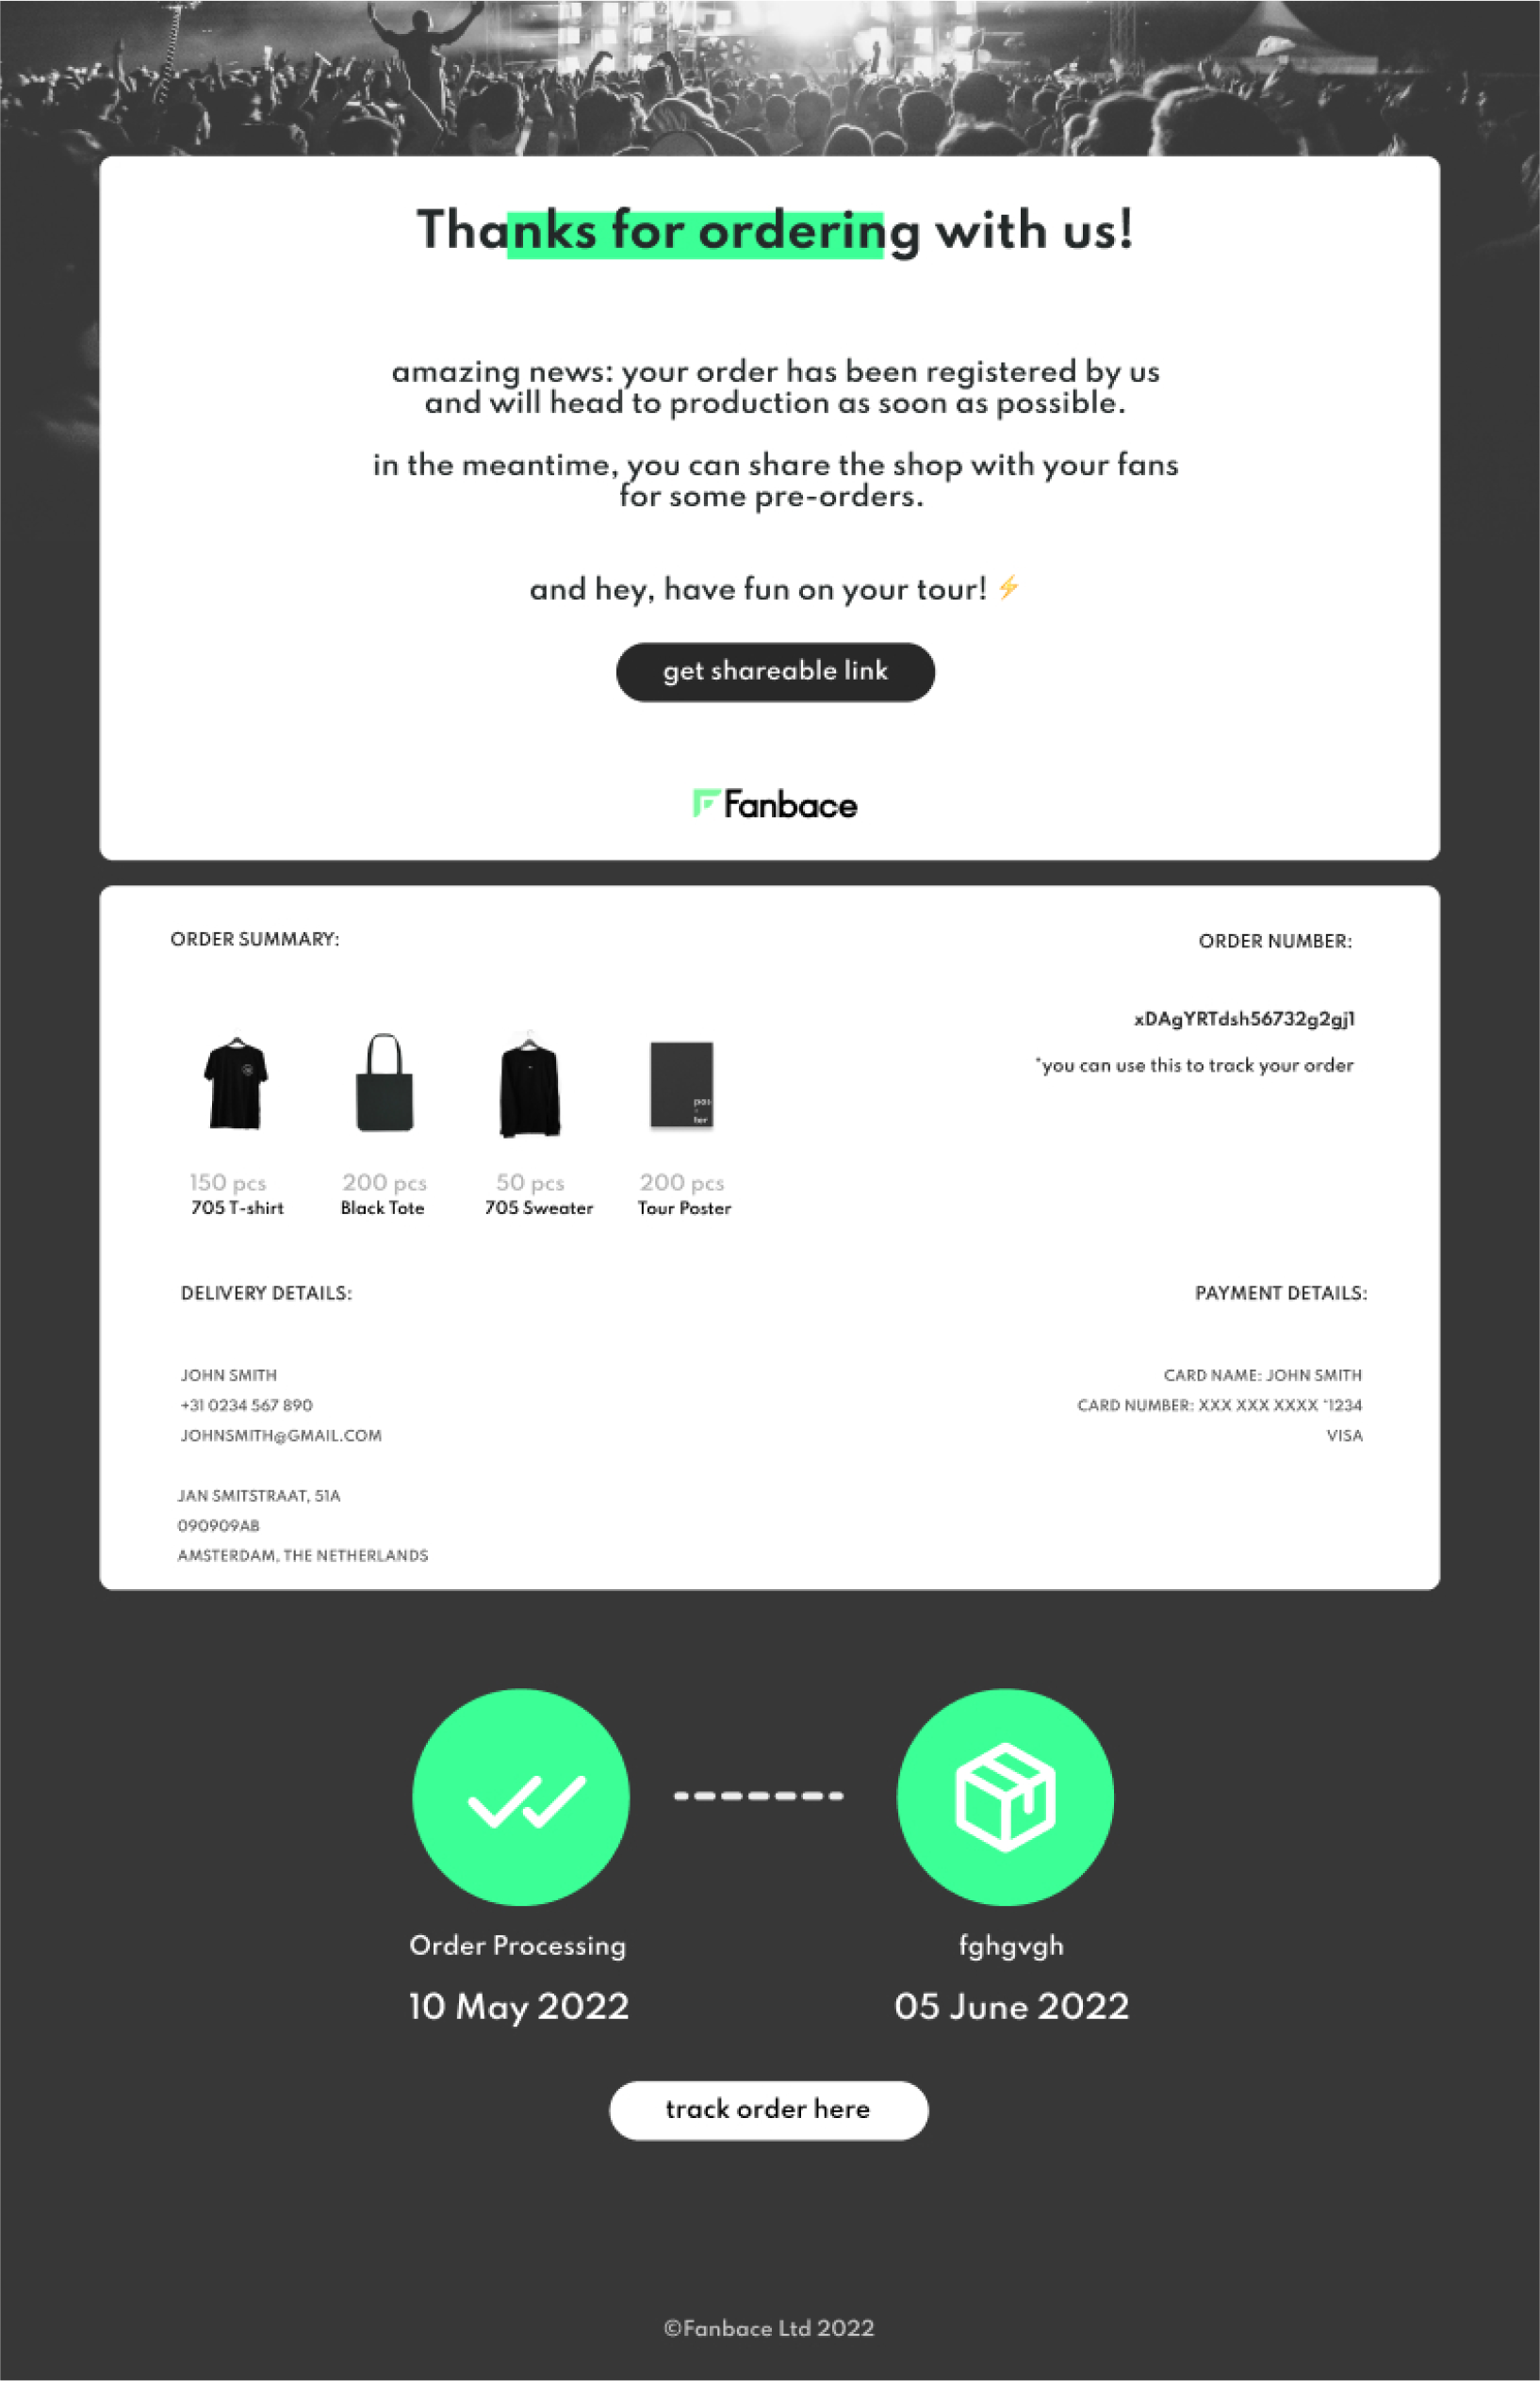 Thanks for ordering with us!
amazing news: your order has been registered by us
and will head to production as soon as possible.
in the meantime, you can share the shop with your fans
for some pre-orders.
and hey, have fun on your tour! ⚡
get shareable link
Fanbace
ORDER SUMMARY:
ORDER NUMBER:
xDAgYRTdsh56732g2gj1
*you can use this to track your order
pos
-
ter
150 pcs
705 T-shirt
200 pcs
Black Tote
50 pcs
705 Sweater
200 pcs
Tour Poster
DELIVERY DETAILS:
JOHN SMITH
+31 0234 567 890
JOHNSMITH@GMAIL.COM
JAN SMITSTRAAT, 51A
090909AB
AMSTERDAM, THE NETHERLANDS
PAYMENT DETAILS:
CARD NAME: JOHN SMITH
CARD NUMBER: XXX XXX XXXX *1234
VISA
Order Processing
10 May 2022
fghgvgh
05 June 2022
track order here
©Fanbace Ltd 2022